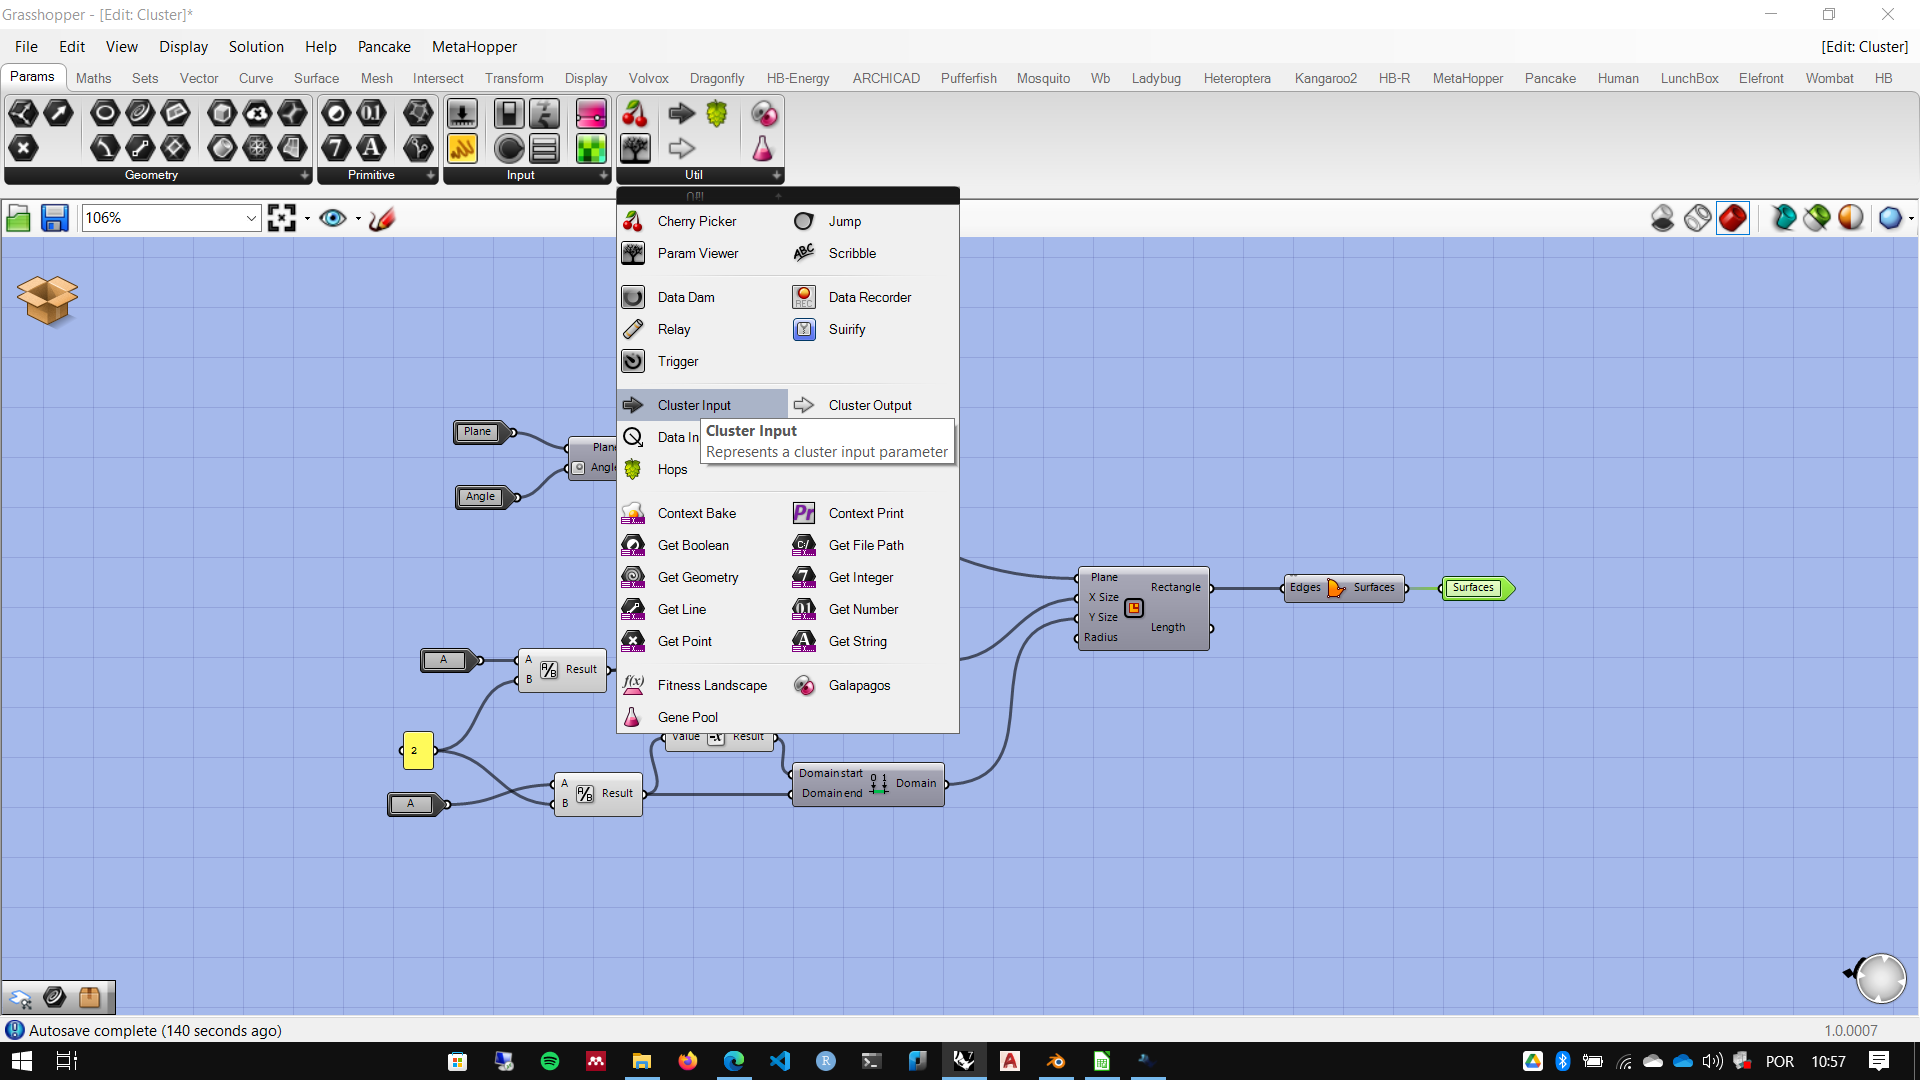 Grasshopper - [Edit: Cluster]*
File Edit View Display Solution Help Pancake MetaHopper [Edit: Cluster]
Params Maths Sets Vector Curve Surface Mesh Intersect Transform Display Volvox Dragonfly HB-Energy ARCHICAD Pufferfish Mosquito Wb Ladybug Heteroptera Kangaroo2 HB-R MetaHopper Pancake Human LunchBox Elefront Wombat HB
Geometry Primitive Input Util
106%
Cherry Picker Jump
Param Viewer Scribble
Data Dam Data Recorder
Relay Suirify
Trigger
Cluster Input Cluster Output
Data In
Cluster Input
Represents a cluster input parameter
Hops
Context Bake Context Print
Get Boolean Get File Path
Get Geometry Get Integer
Get Line Get Number
Get Point Get String
Fitness Landscape Galapagos
Gene Pool
Plane
Angle
Plane
Angle
A
A
B
Result
2
A
A
B
Result
Value -X Result
Domain start
Domain end
Domain
Plane
X Size
Y Size
Radius
Rectangle
Length
Edges Surfaces
Surfaces
Autosave complete (140 seconds ago) 1.0.0007
POR 10:57